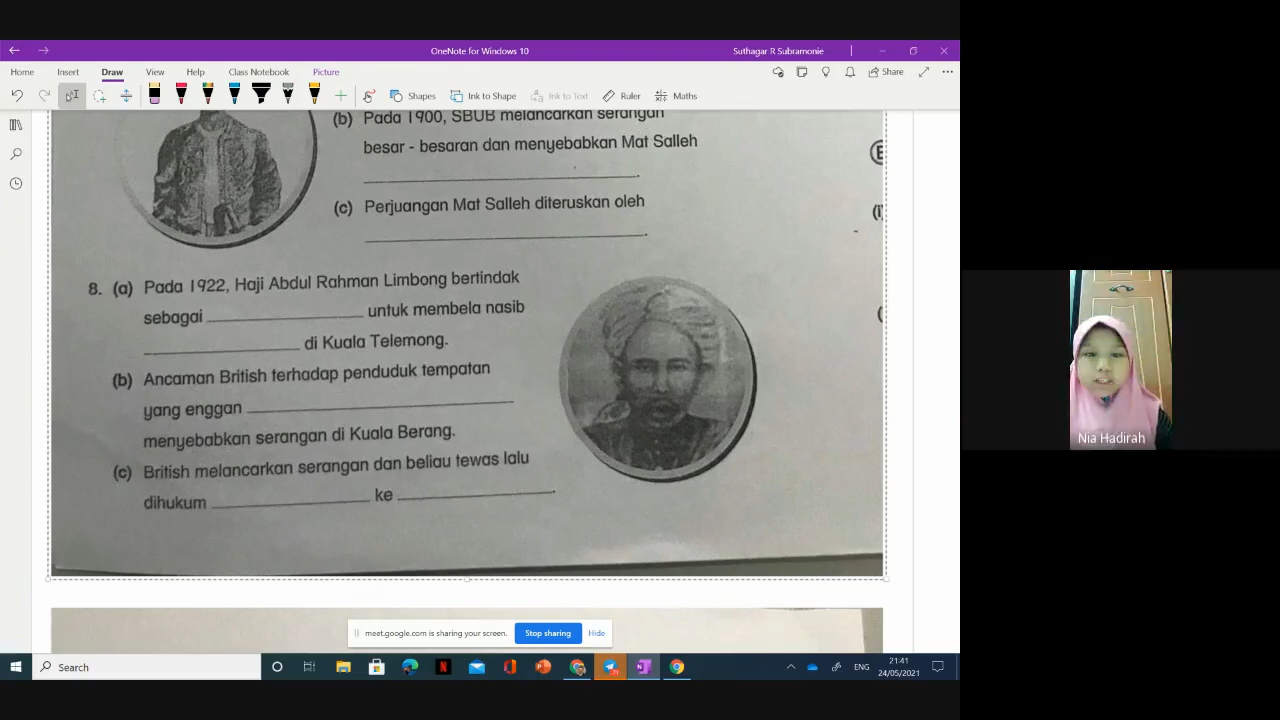 OneNote for Windows 10
Suthagar R Subramonie
Home
Insert
Draw
View
Help
Class Notebook
Picture
Share
Shapes
Ink to Shape
Ink to Text
Ruler
Maths
(b) Pada 1900, SBUB melancarkan serangan
besar - besaran dan menyebabkan Mat Salleh
.
(c) Perjuangan Mat Salleh diteruskan oleh
.
8. (a) Pada 1922, Haji Abdul Rahman Limbong bertindak
sebagai ____________ untuk membela nasib
____________ di Kuala Telemong.
(b) Ancaman British terhadap penduduk tempatan
yang enggan ____________
menyebabkan serangan di Kuala Berang.
(c) British melancarkan serangan dan beliau tewas lalu
dihukum ____________ ke ____________.
Nia Hadirah
meet.google.com is sharing your screen.
Stop sharing
Hide
Search
ENG
21:41
24/05/2021